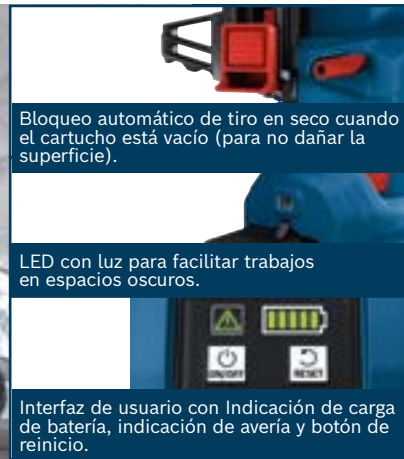 Bloqueo automático de tiro en seco cuando
el cartucho está vacío (para no dañar la
superficie).
LED con luz para facilitar trabajos
en espacios oscuros.
ON/OFF
RESET
Interfaz de usuario con Indicación de carga
de batería, indicación de avería y botón de
reinicio.